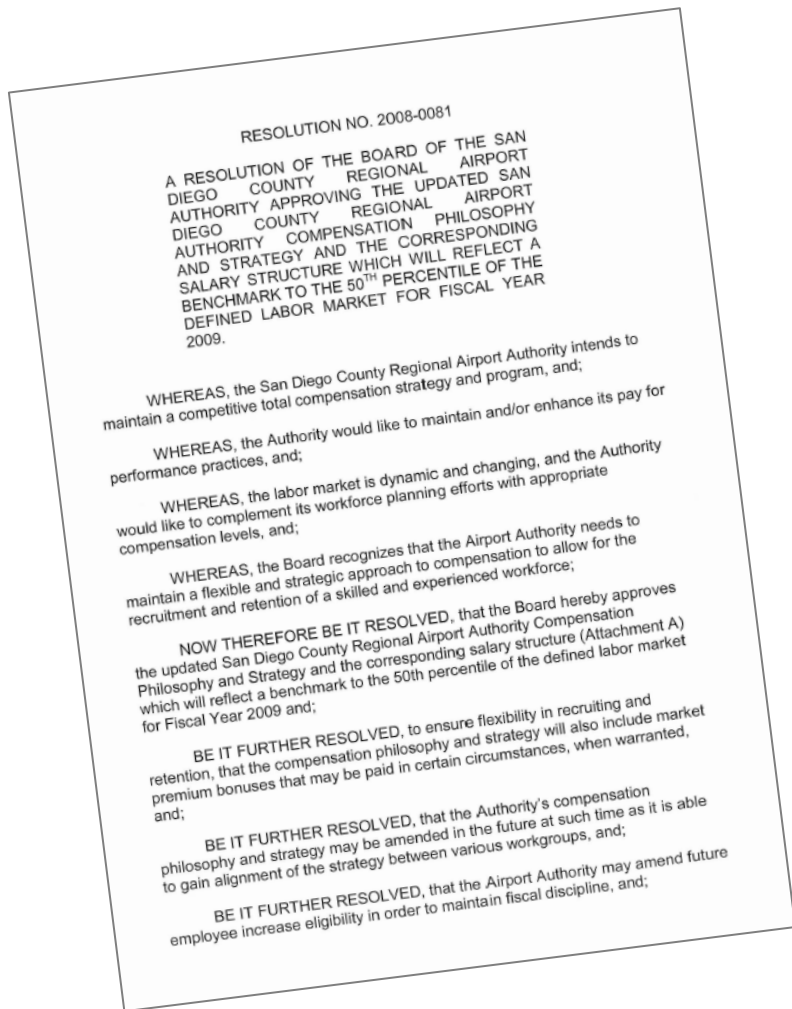 RESOLUTION NO. 2008-0081
A RESOLUTION OF THE BOARD OF THE SAN
DIEGO COUNTY REGIONAL AIRPORT
AUTHORITY APPROVING THE UPDATED SAN
DIEGO COUNTY REGIONAL AIRPORT
AUTHORITY COMPENSATION PHILOSOPHY
AND STRATEGY AND THE CORRESPONDING
SALARY STRUCTURE WHICH WILL REFLECT A
BENCHMARK TO THE 50TH PERCENTILE OF THE
DEFINED LABOR MARKET FOR FISCAL YEAR
2009.
WHEREAS, the San Diego County Regional Airport Authority intends to
maintain a competitive total compensation strategy and program, and;
WHEREAS, the Authority would like to maintain and/or enhance its pay for
performance practices, and;
WHEREAS, the labor market is dynamic and changing, and the Authority
would like to complement its workforce planning efforts with appropriate
compensation levels, and;
WHEREAS, the Board recognizes that the Airport Authority needs to
maintain a flexible and strategic approach to compensation to allow for the
recruitment and retention of a skilled and experienced workforce;
NOW THEREFORE BE IT RESOLVED, that the Board hereby approves
the updated San Diego County Regional Airport Authority Compensation
Philosophy and Strategy and the corresponding salary structure (Attachment A)
which will reflect a benchmark to the 50th percentile of the defined labor market
for Fiscal Year 2009 and;
BE IT FURTHER RESOLVED, to ensure flexibility in recruiting and
retention, that the compensation philosophy and strategy will also include market
premium bonuses that may be paid in certain circumstances, when warranted,
and;
BE IT FURTHER RESOLVED, that the Authority's compensation
philosophy and strategy may be amended in the future at such time as it is able
to gain alignment of the strategy between various workgroups, and;
BE IT FURTHER RESOLVED, that the Airport Authority may amend future
employee increase eligibility in order to maintain fiscal discipline, and;